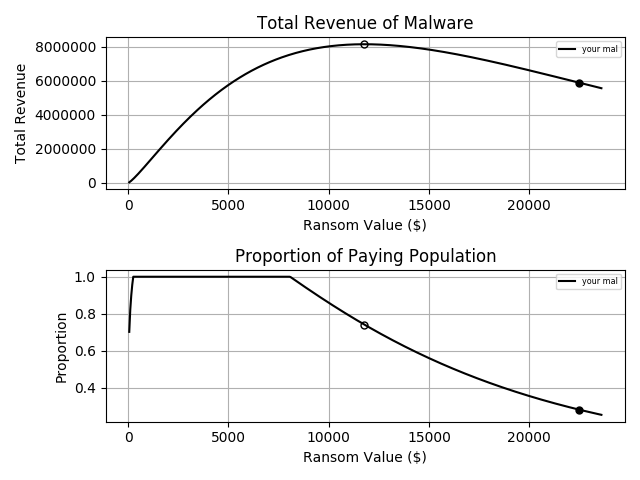 Total Revenue of Malware
8000000
6000000
4000000
2000000
0
Total Revenue
your mal
0 5000 10000 15000 20000
Ransom Value ($)
Proportion of Paying Population
1.0
0.8
0.6
0.4
Proportion
your mal
0 5000 10000 15000 20000
Ransom Value ($)